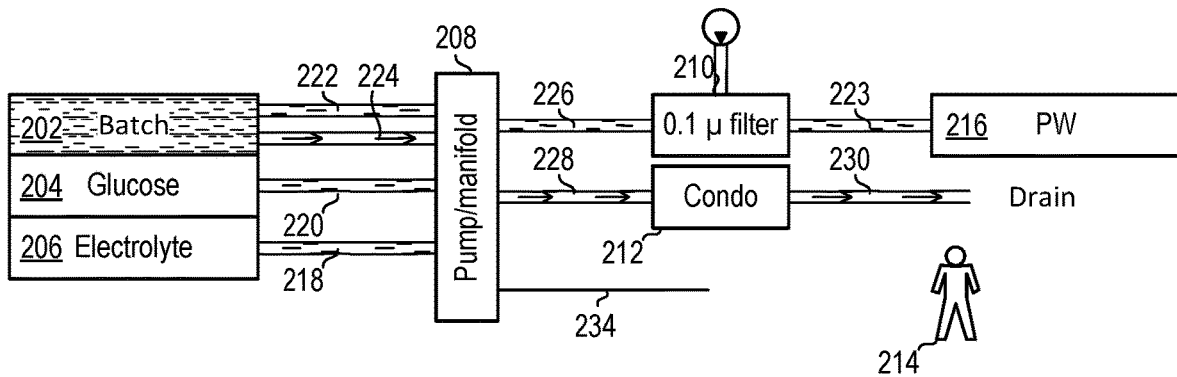 208
210
222
224
226
223
202 Batch
0.1 µ filter
216 PW
228
230
204 Glucose
Pump/manifold
Condo
Drain
220
212
206 Electrolyte
218
234
214